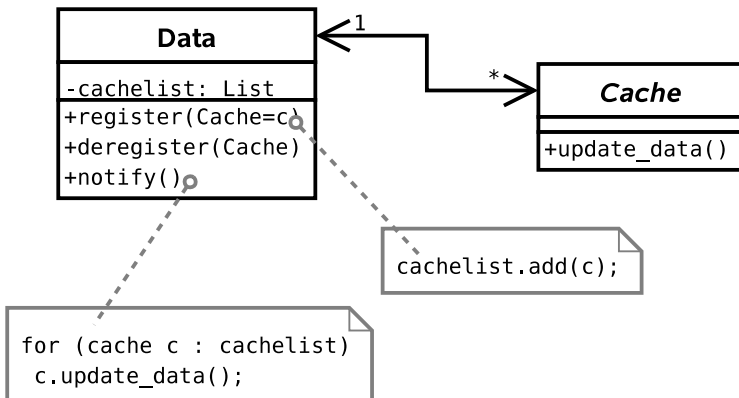 Data
-cachelist: List
+register(Cache=c)
+deregister(Cache)
+notify()
1
*
Cache
+update_data()
cachelist.add(c);
for (cache c : cachelist)
c.update_data();